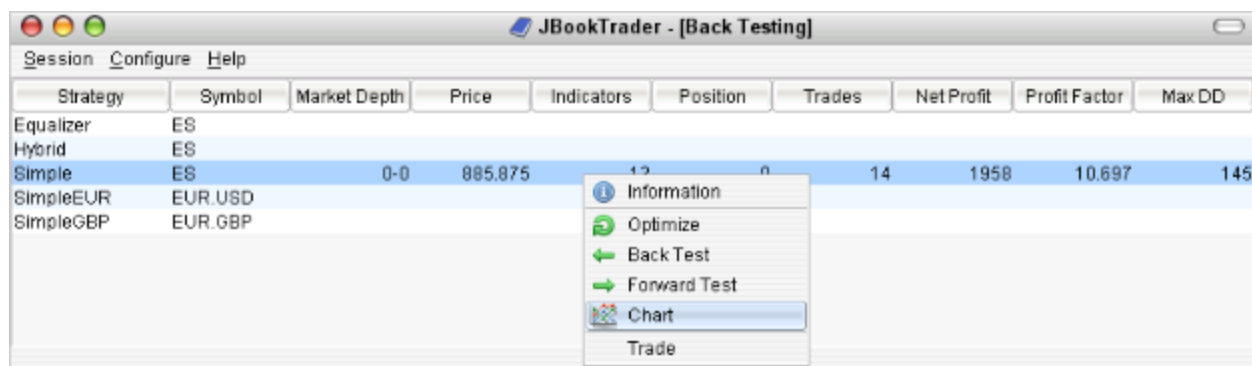 JBookTrader - [Back Testing]
Session Configure Help
Strategy Symbol Market Depth Price Indicators Position Trades Net Profit Profit Factor Max DD
Equalizer ES
Hybrid ES
Simple ES 0-0 885.875 12 0 14 1958 10.697 145
SimpleEUR EUR.USD
SimpleGBP EUR.GBP
Information
Optimize
Back Test
Forward Test
Chart
Trade